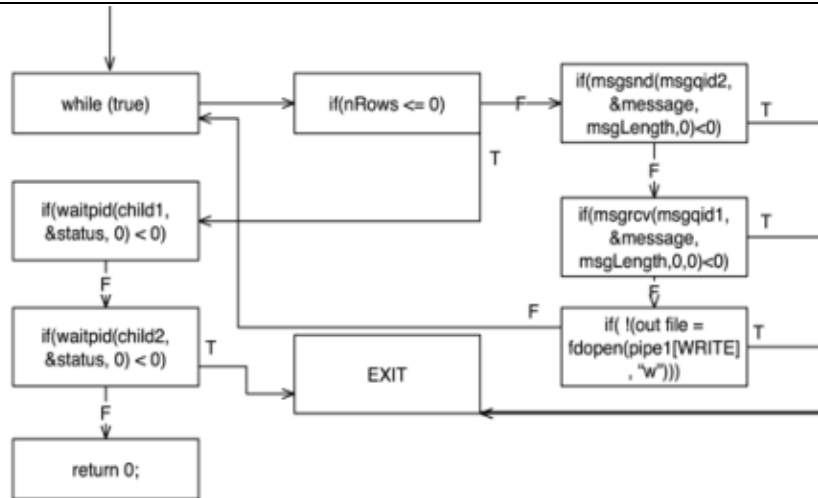 while (true)
if(nRows <= 0)
F
if(msgsnd(msgqid2,
&message,
msgLength,0)<0)
T
F
T
if(waitpid(child1,
&status, 0) < 0)
if(msgrcv(msgqid1,
&message,
msgLength,0,0)<0)
T
F
F
if(waitpid(child2,
&status, 0) < 0)
T
EXIT
F
if( !(out file =
fdopen(pipe1[WRITE]
, "w")))
T
F
return 0;